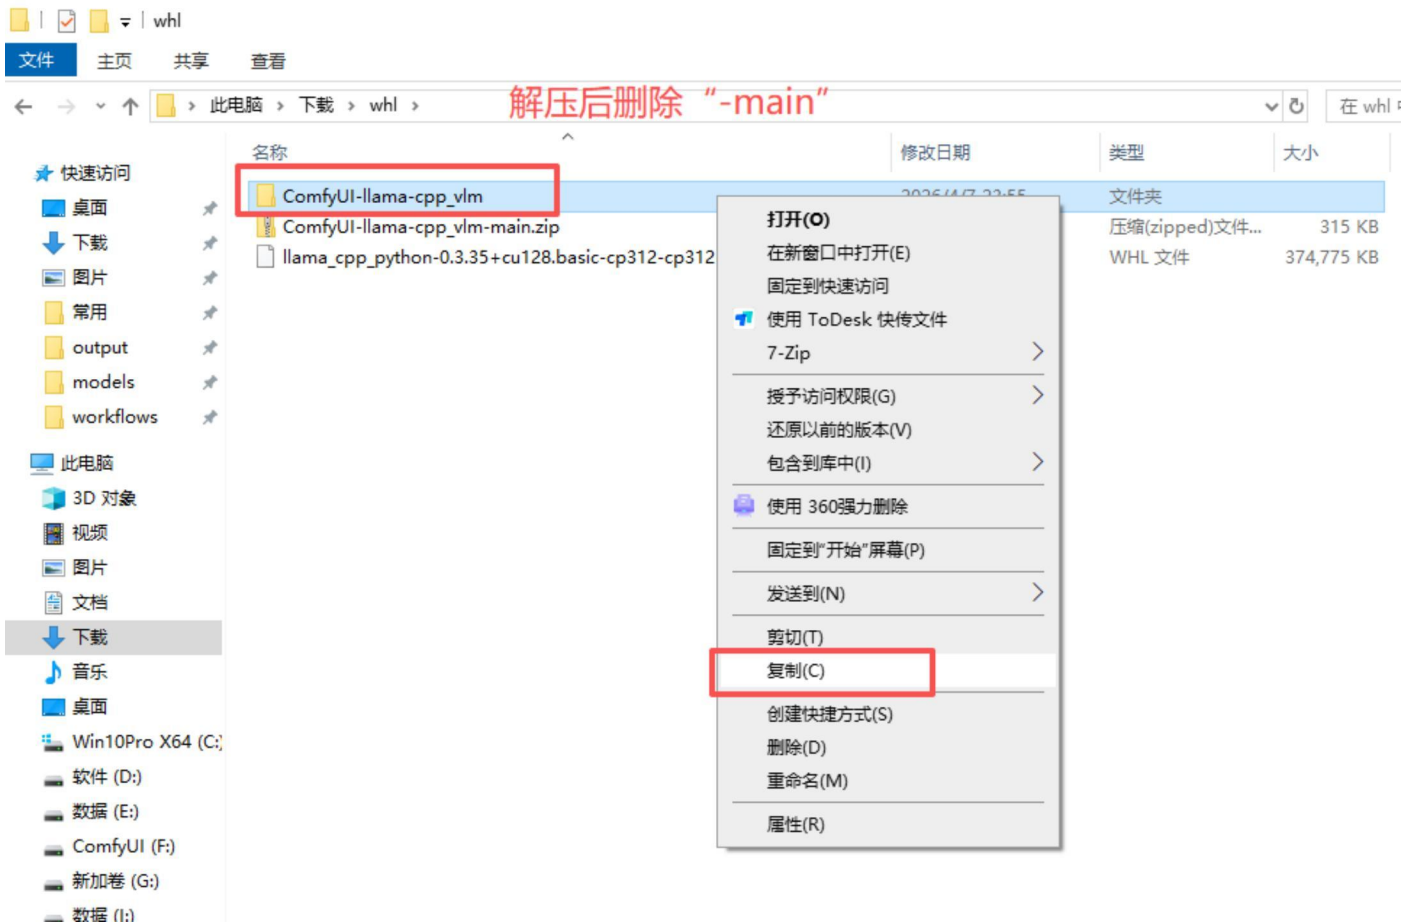 whl
文件 主页 共享 查看
此电脑 > 下载 > whl >
解压后删除“-main”
在 whl
名称 修改日期 类型 大小
快速访问
桌面
下载
图片
常用
output
models
workflows
此电脑
3D 对象
视频
图片
文档
下载
音乐
桌面
Win10Pro X64 (C:)
软件 (D:)
数据 (E:)
ComfyUI (F:)
新加卷 (G:)
数据 (I:)
ComfyUI-llama-cpp_vlm 2026/4/7 22:55 文件夹
ComfyUI-llama-cpp_vlm-main.zip 压缩(zipped)文件... 315 KB
llama_cpp_python-0.3.35+cu128.basic-cp312-cp312 WHL 文件 374,775 KB
打开(O)
在新窗口中打开(E)
固定到快速访问
使用 ToDesk 快传文件
7-Zip
授予访问权限(G)
还原以前的版本(V)
包含到库中(I)
使用 360强力删除
固定到"开始"屏幕(P)
发送到(N)
剪切(T)
复制(C)
创建快捷方式(S)
删除(D)
重命名(M)
属性(R)